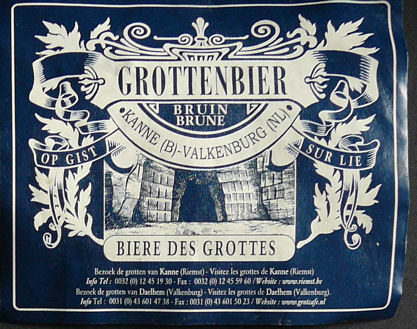 GROTTENBIER
BRUIN
BRUNE
•KANNE (B)-VALKENBURG (NL)•
OP GIST
SUR LIE
BIERE DES GROTTES
Bezoek de grotten van Kanne (Riemst) - Visitez les grottes de Kanne (Riemst)
Info Tel : 0032 (0) 12 45 19 30 - Fax : 0032 (0) 12 45 59 60 / Website : www.riemst.be
Bezoek de grotten van Daelhem (Valkenburg) - Visitez les grottes de Daelhem (Valkenburg).
Info Tel : 0031 (0) 43 601 47 38 - Fax : 0031 (0) 43 601 50 23 / Website : www.grotcafe.nl